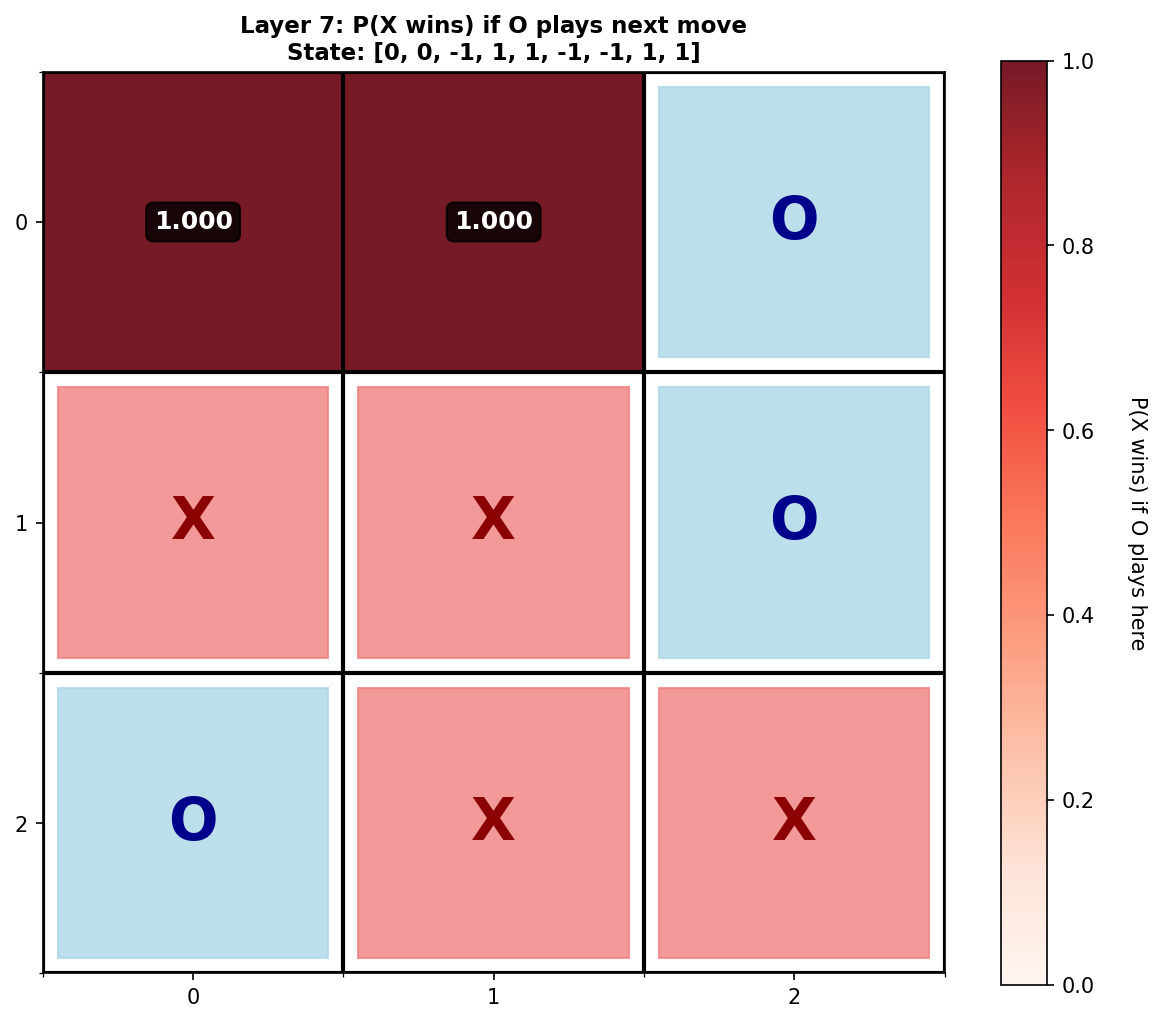 Layer 7: P(X wins) if O plays next move
State: [0, 0, -1, 1, 1, -1, -1, 1, 1]
0
1.000
1.000
O
1
X
X
O
2
O
X
X
0
1
2
1.0
0.8
0.6
0.4
0.2
0.0
P(X wins) if O plays here